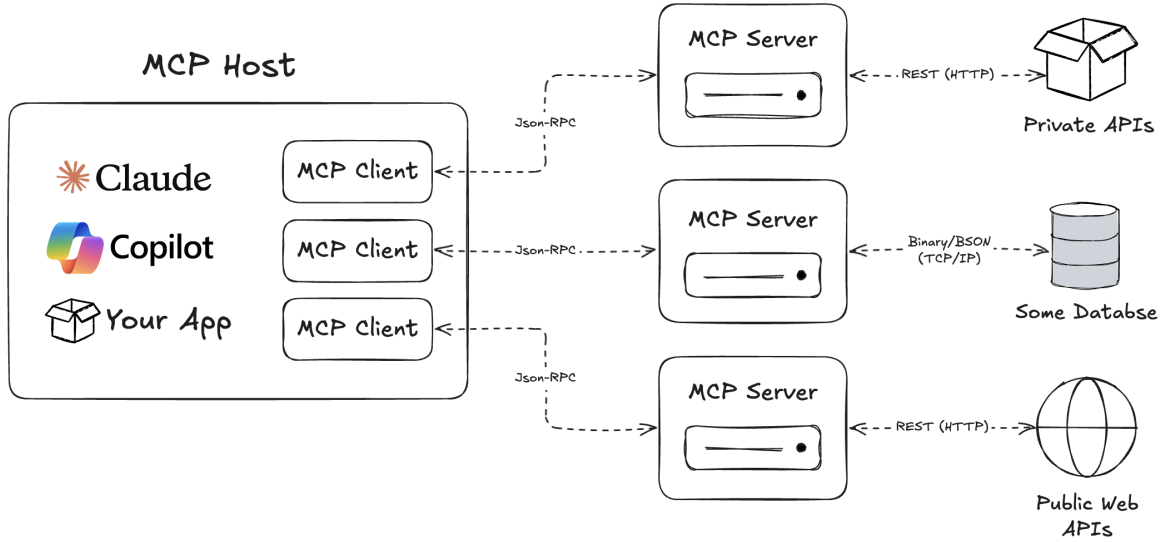 MCP Host
Claude
Copilot
Your App
MCP Client
MCP Client
MCP Client
Json-RPC
Json-RPC
Json-RPC
MCP Server
MCP Server
MCP Server
REST (HTTP)
Binary/BSON
(TCP/IP)
REST (HTTP)
Private APIs
Some Databse
Public Web
APIs